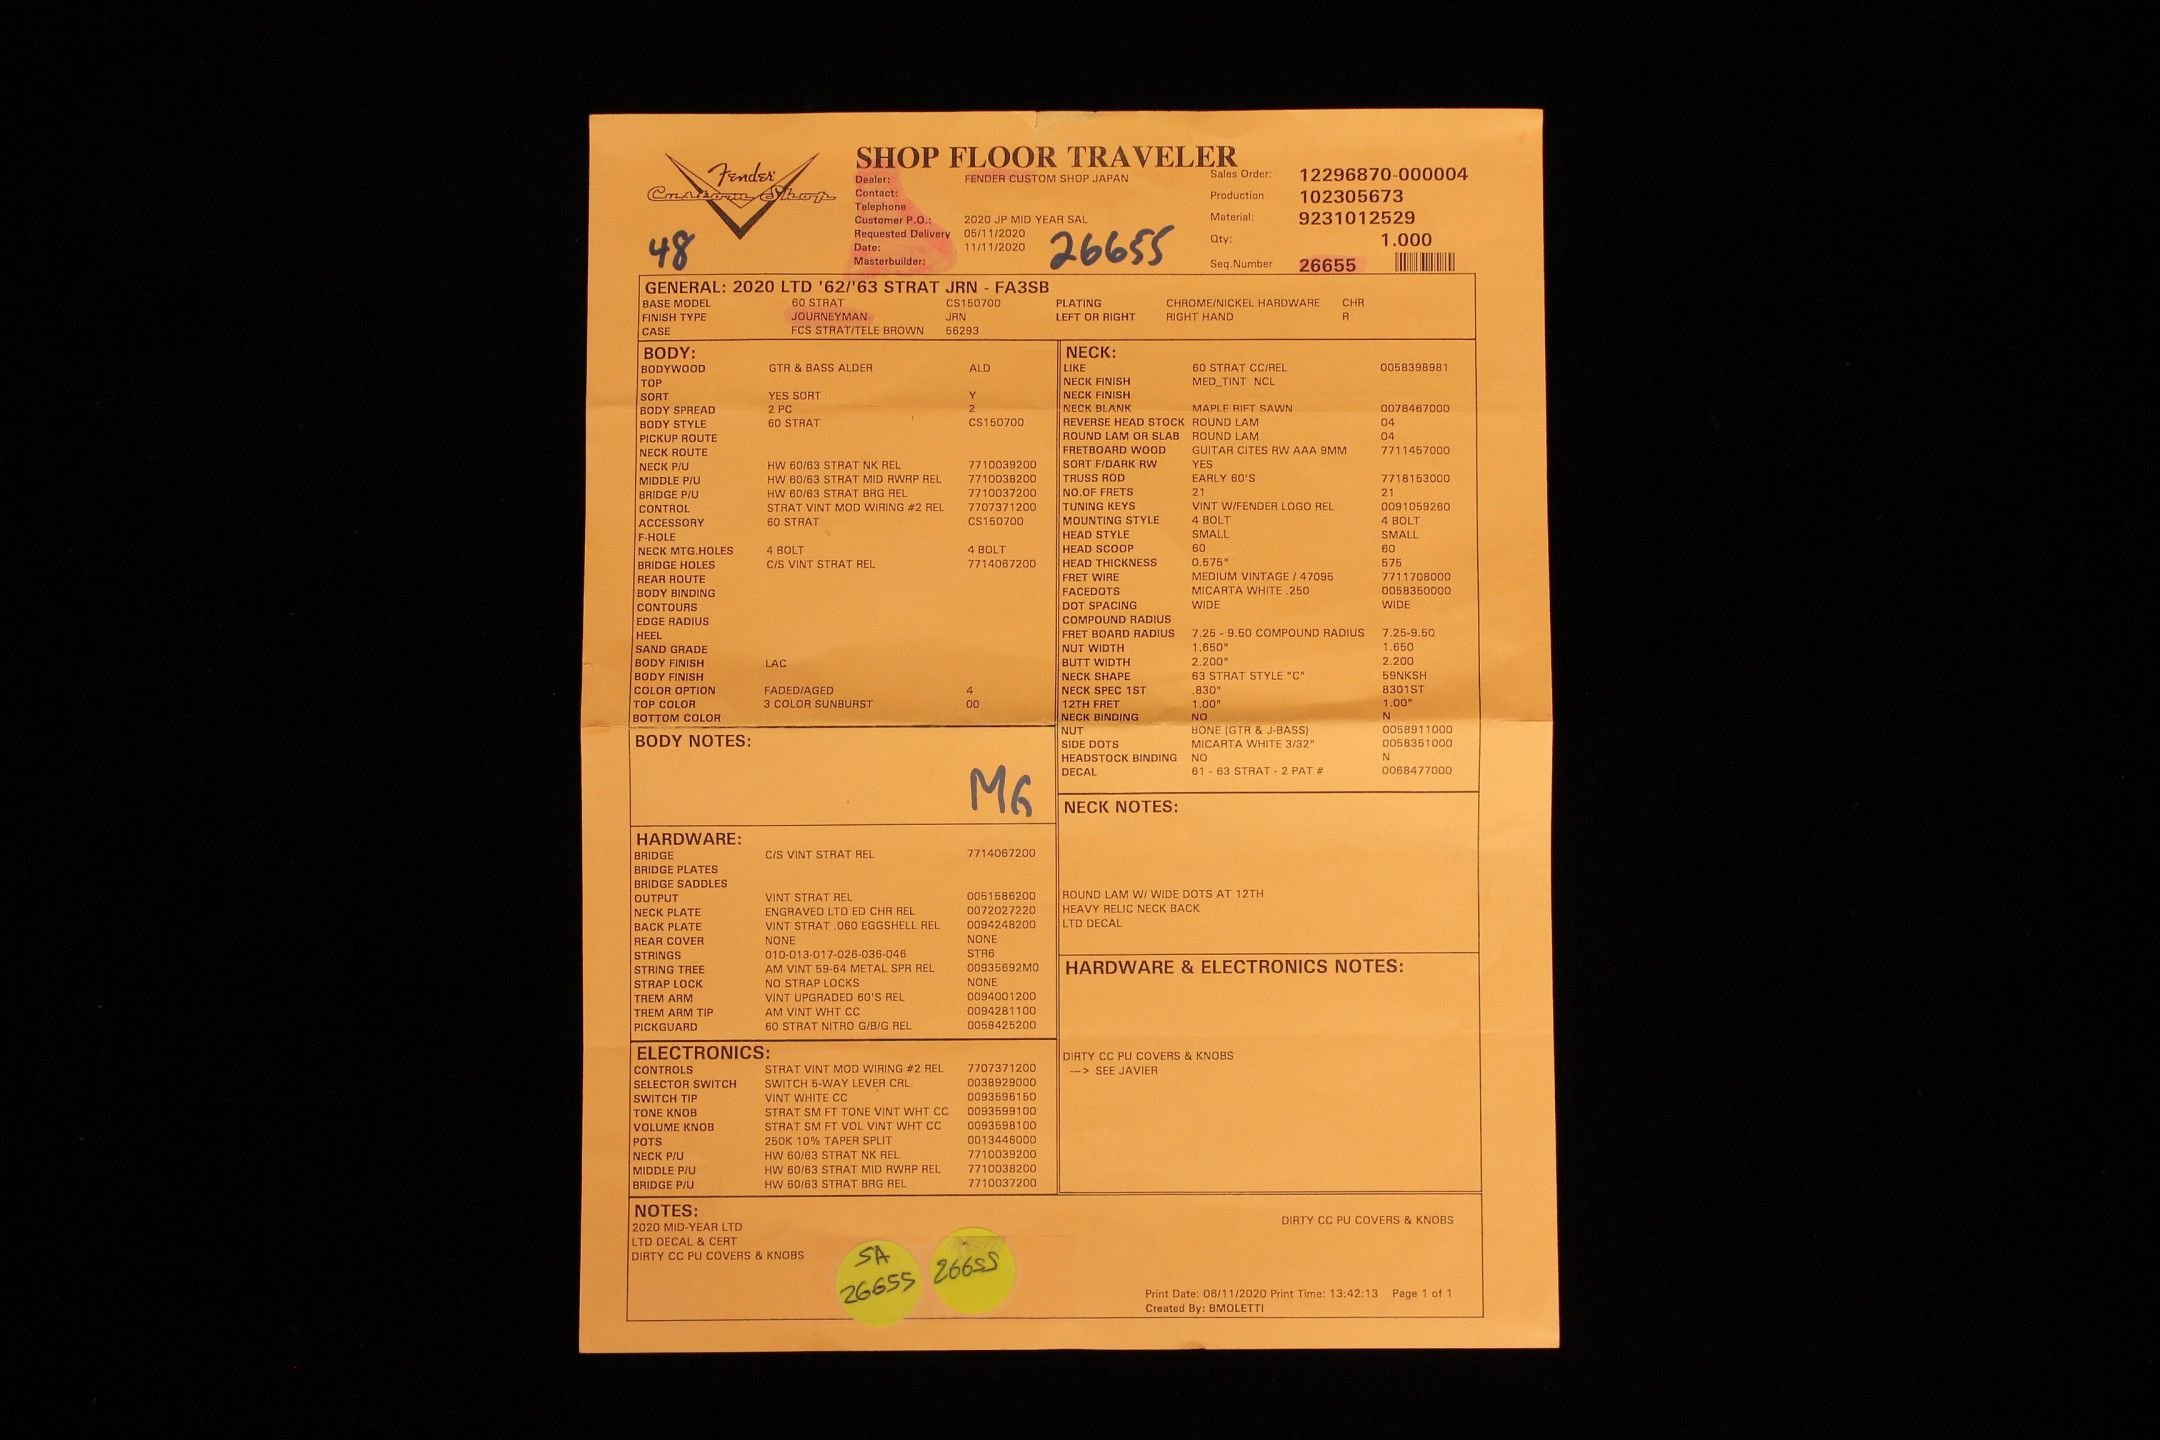 Fender
Custom Shop
SHOP FLOOR TRAVELER
Dealer: FENDER CUSTOM SHOP JAPAN
Contact:
Telephone
Customer P.O.: 2020 JP MID YEAR SAL
Requested Delivery 05/11/2020
Date: 11/11/2020
Masterbuilder:
48
26655
Sales Order: 12296870-000004
Production 102305673
Material: 9231012529
Qty: 1.000
Seq.Number 26655
GENERAL: 2020 LTD '62/'63 STRAT JRN - FA3SB
BASE MODEL 60 STRAT CS150700 PLATING CHROME/NICKEL HARDWARE CHR
FINISH TYPE JOURNEYMAN JRN LEFT OR RIGHT RIGHT HAND R
CASE FCS STRAT/TELE BROWN 56293
BODY:
BODYWOOD GTR & BASS ALDER ALD
TOP
SORT YES SORT Y
BODY SPREAD 2 PC 2
BODY STYLE 60 STRAT CS150700
PICKUP ROUTE
NECK ROUTE
NECK P/U HW 60/63 STRAT NK REL 7710039200
MIDDLE P/U HW 60/63 STRAT MID RWRP REL 7710038200
BRIDGE P/U HW 60/63 STRAT BRG REL 7710037200
CONTROL STRAT VINT MOD WIRING #2 REL 7707371200
ACCESSORY 60 STRAT CS150700
F-HOLE
NECK MTG.HOLES 4 BOLT 4 BOLT
BRIDGE HOLES C/S VINT STRAT REL 7714067200
REAR ROUTE
BODY BINDING
CONTOURS
EDGE RADIUS
HEEL
SAND GRADE
BODY FINISH LAC
BODY FINISH
COLOR OPTION FADED/AGED 4
TOP COLOR 3 COLOR SUNBURST 00
BOTTOM COLOR
BODY NOTES:
MG
HARDWARE:
BRIDGE C/S VINT STRAT REL 7714067200
BRIDGE PLATES
BRIDGE SADDLES
OUTPUT VINT STRAT REL 0051586200
NECK PLATE ENGRAVED LTD ED CHR REL 0072027220
BACK PLATE VINT STRAT .060 EGGSHELL REL 0094248200
REAR COVER NONE NONE
STRINGS 010-013-017-026-036-046 STR6
STRING TREE AM VINT 59-64 METAL SPR REL 00935692M0
STRAP LOCK NO STRAP LOCKS NONE
TREM ARM VINT UPGRADED 60'S REL 0094001200
TREM ARM TIP AM VINT WHT CC 0094281100
PICKGUARD 60 STRAT NITRO G/B/G REL 0058425200
ELECTRONICS:
CONTROLS STRAT VINT MOD WIRING #2 REL 7707371200
SELECTOR SWITCH SWITCH 5-WAY LEVER CRL 0038929000
SWITCH TIP VINT WHITE CC 0093596150
TONE KNOB STRAT SM FT TONE VINT WHT CC 0093599100
VOLUME KNOB STRAT SM FT VOL VINT WHT CC 0093598100
POTS 250K 10% TAPER SPLIT 0013446000
NECK P/U HW 60/63 STRAT NK REL 7710039200
MIDDLE P/U HW 60/63 STRAT MID RWRP REL 7710038200
BRIDGE P/U HW 60/63 STRAT BRG REL 7710037200
NECK:
LIKE 60 STRAT CC/REL 0058398981
NECK FINISH MED_TINT NCL
NECK FINISH
NECK BLANK MAPLE RIFT SAWN 0078467000
REVERSE HEAD STOCK ROUND LAM 04
ROUND LAM OR SLAB ROUND LAM 04
FRETBOARD WOOD GUITAR CITES RW AAA 9MM 7711457000
SORT F/DARK RW YES
TRUSS ROD EARLY 60'S 7718153000
NO.OF FRETS 21 21
TUNING KEYS VINT W/FENDER LOGO REL 0091059260
MOUNTING STYLE 4 BOLT 4 BOLT
HEAD STYLE SMALL SMALL
HEAD SCOOP 60 60
HEAD THICKNESS 0.575" 575
FRET WIRE MEDIUM VINTAGE / 47095 7711708000
FACEDOTS MICARTA WHITE .250 0058350000
DOT SPACING WIDE WIDE
COMPOUND RADIUS
FRET BOARD RADIUS 7.25 - 9.50 COMPOUND RADIUS 7.25-9.50
NUT WIDTH 1.650" 1.650
BUTT WIDTH 2.200" 2.200
NECK SHAPE 63 STRAT STYLE "C" 59NKSH
NECK SPEC 1ST .830" 8301ST
12TH FRET 1.00" 1.00"
NECK BINDING NO N
NUT BONE (GTR & J-BASS) 0058911000
SIDE DOTS MICARTA WHITE 3/32" 0058351000
HEADSTOCK BINDING NO N
DECAL 61 - 63 STRAT - 2 PAT # 0068477000
NECK NOTES:
ROUND LAM W/ WIDE DOTS AT 12TH
HEAVY RELIC NECK BACK
LTD DECAL
HARDWARE & ELECTRONICS NOTES:
DIRTY CC PU COVERS & KNOBS
---> SEE JAVIER
NOTES:
2020 MID-YEAR LTD
LTD DECAL & CERT
DIRTY CC PU COVERS & KNOBS
DIRTY CC PU COVERS & KNOBS
SA
26655
26655
Print Date: 06/11/2020 Print Time: 13:42:13 Page 1 of 1
Created By: BMOLETTI